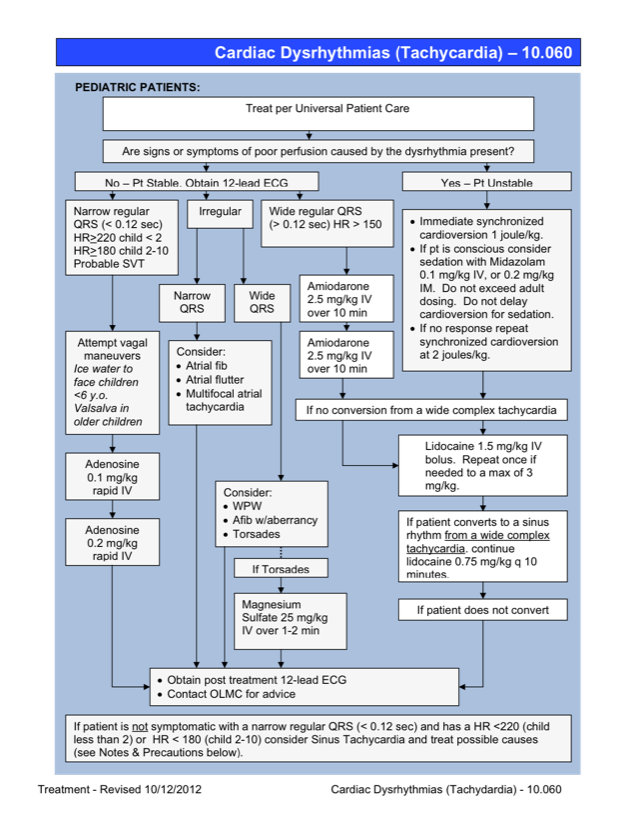 Cardiac Dysrhythmias (Tachycardia) – 10.060
PEDIATRIC PATIENTS:
Treat per Universal Patient Care
Are signs or symptoms of poor perfusion caused by the dysrhythmia present?
No – Pt Stable. Obtain 12-lead ECG
Yes – Pt Unstable
Narrow regular
QRS (< 0.12 sec)
HR>220 child < 2
HR>180 child 2-10
Probable SVT
Irregular
Wide regular QRS
(> 0.12 sec) HR > 150
• Immediate synchronized
cardioversion 1 joule/kg.
• If pt is conscious consider
sedation with Midazolam
0.1 mg/kg IV, or 0.2 mg/kg
IM. Do not exceed adult
dosing. Do not delay
cardioversion for sedation.
• If no response repeat
synchronized cardioversion
at 2 joules/kg.
Narrow
QRS
Wide
QRS
Amiodarone
2.5 mg/kg IV
over 10 min
Amiodarone
2.5 mg/kg IV
over 10 min
Attempt vagal
maneuvers
Ice water to
face children
<6 y.o.
Valsalva in
older children
Consider:
• Atrial fib
• Atrial flutter
• Multifocal atrial
tachycardia
If no conversion from a wide complex tachycardia
Lidocaine 1.5 mg/kg IV
bolus. Repeat once if
needed to a max of 3
mg/kg.
Adenosine
0.1 mg/kg
rapid IV
Adenosine
0.2 mg/kg
rapid IV
Consider:
• WPW
• Afib w/aberrancy
• Torsades
If Torsades
Magnesium
Sulfate 25 mg/kg
IV over 1-2 min
If patient converts to a sinus
rhythm from a wide complex
tachycardia. continue
lidocaine 0.75 mg/kg q 10
minutes.
If patient does not convert
• Obtain post treatment 12-lead ECG
• Contact OLMC for advice
If patient is not symptomatic with a narrow regular QRS (< 0.12 sec) and has a HR <220 (child
less than 2) or HR < 180 (child 2-10) consider Sinus Tachycardia and treat possible causes
(see Notes & Precautions below).
Treatment - Revised 10/12/2012
Cardiac Dysrhythmias (Tachydardia) - 10.060